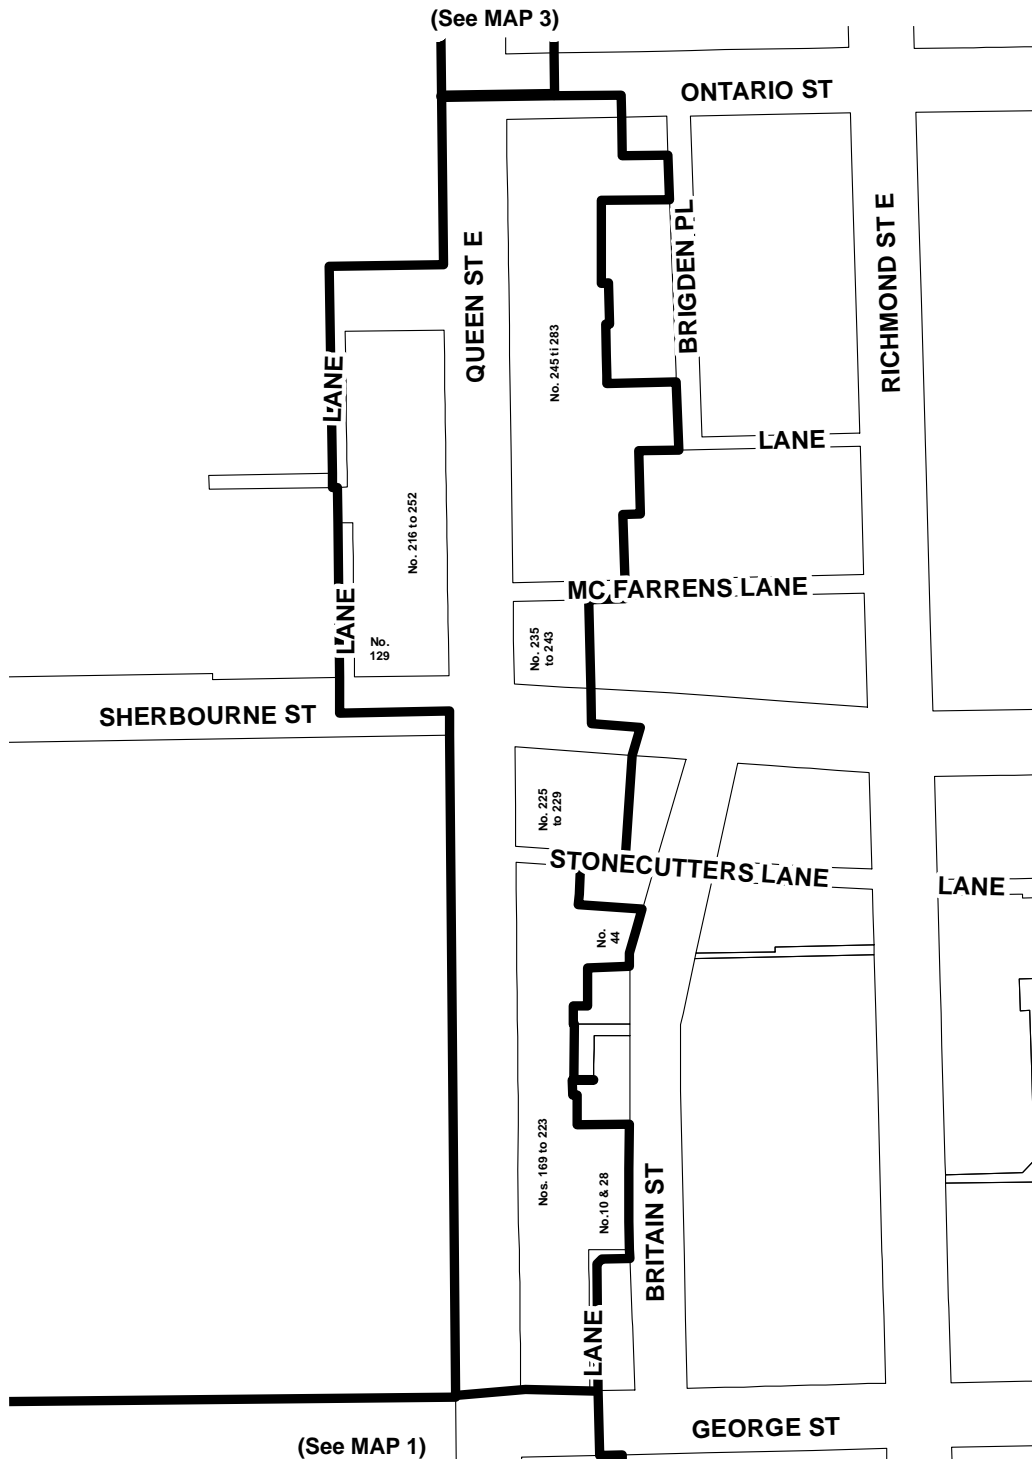 (See MAP 3)
ONTARIO ST
BRIGDEN PL
QUEEN ST E
RICHMOND ST E
No. 245 ti 283
LANE
LANE
No. 216 to 252
MC FARRENS LANE
LANE
No.
129
No. 235
to 243
SHERBOURNE ST
No. 225
to 229
STONECUTTERS LANE
LANE
No.
44
Nos. 169 to 223
No.10 & 28
BRITAIN ST
LANE
GEORGE ST
(See MAP 1)